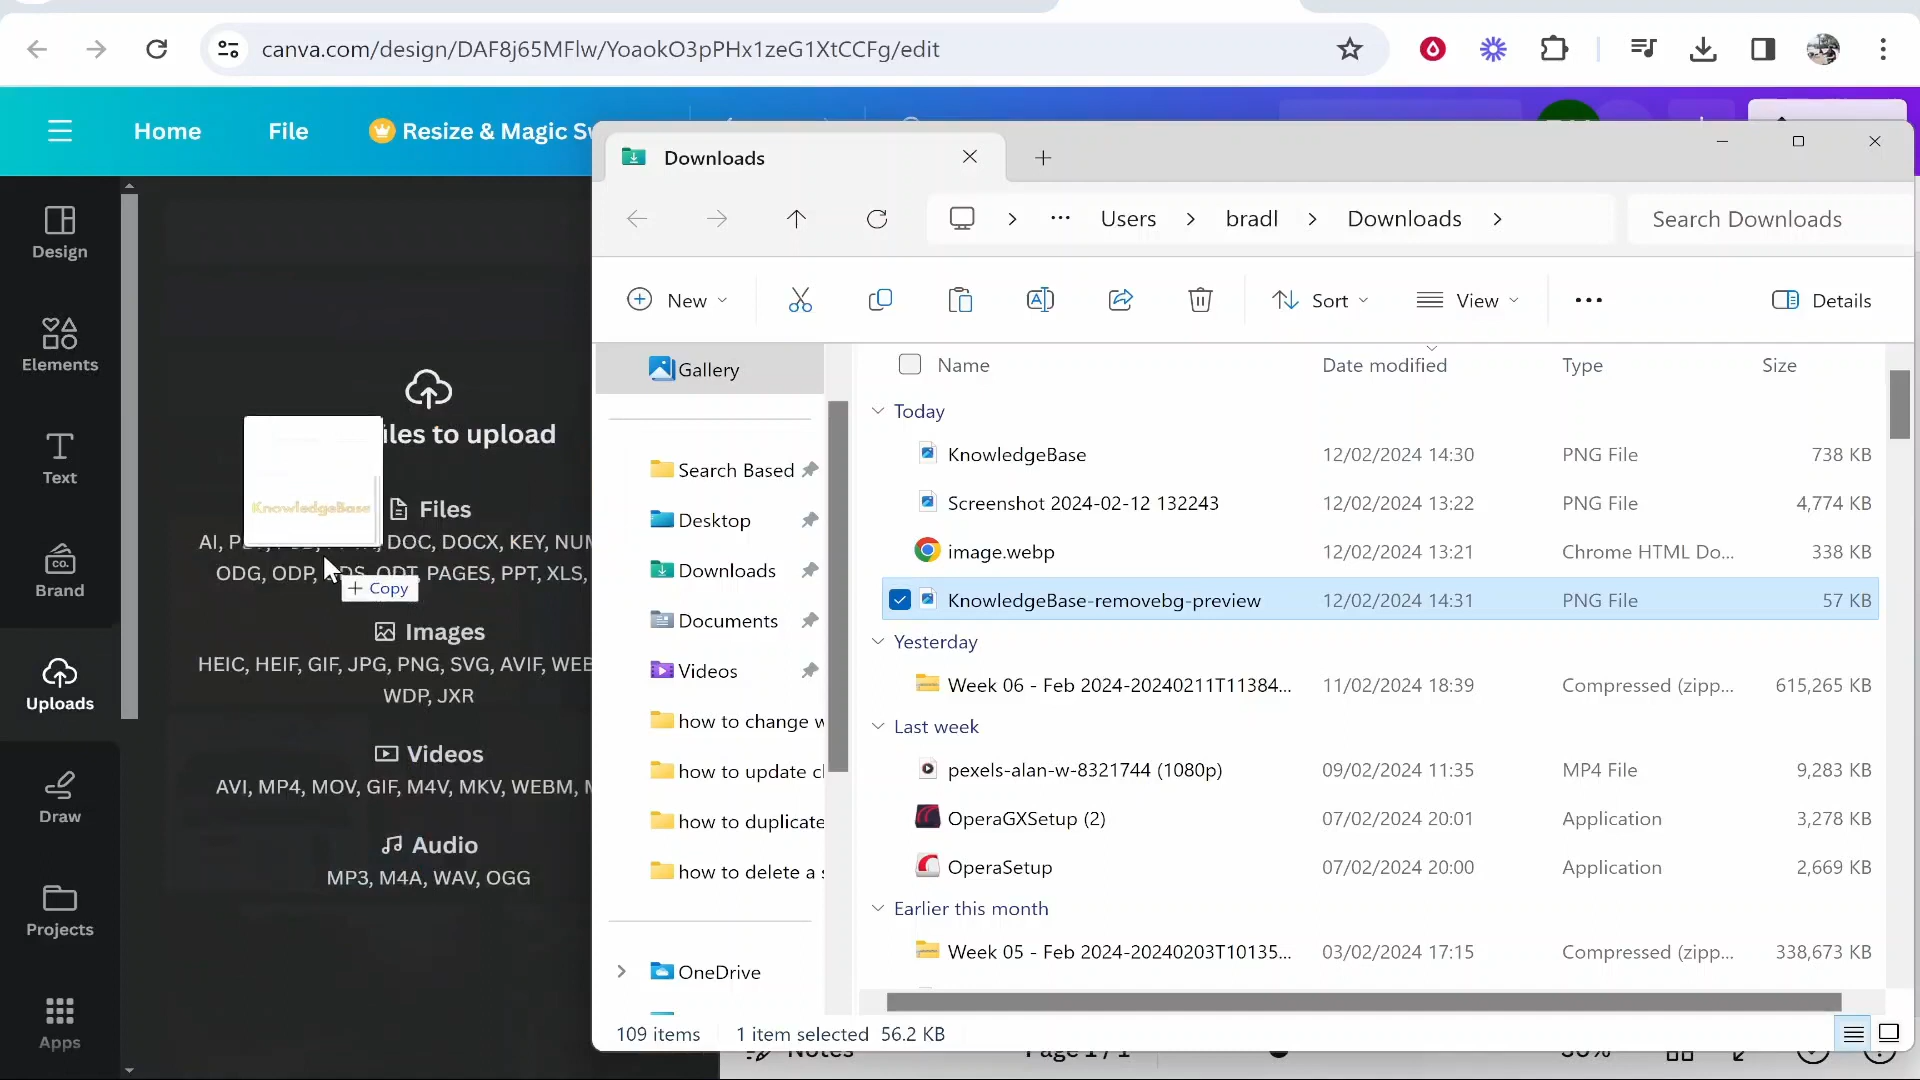 canva.com/design/DAF8j65MFlw/YoaokO3pPHx1zeG1XtCCFg/edit
Home
File
Resize & Magic
Downloads
Users
bradl
Downloads
Search Downloads
New
Sort
View
Details
Design
Elements
Text
Brand
Uploads
Draw
Projects
Apps
to upload
KnowledgeBase
Files
DOC, DOCX, KEY,
ODG, ODP, ODT, PAGES, PPT, XLS,
Copy
Images
HEIC, HEIF, GIF, JPG, PNG, SVG, AVIF,
WDP, JXR
Videos
AVI, MP4, MOV, GIF, M4V, MKV, WEBM,
Audio
MP3, M4A, WAV, OGG
Gallery
Search Based
Desktop
Downloads
Documents
Videos
how to change
how to update
how to duplicate
how to delete a
OneDrive
Name Date modified Type Size
Today
KnowledgeBase 12/02/2024 14:30 PNG File 738 KB
Screenshot 2024-02-12 132243 12/02/2024 13:22 PNG File 4,774 KB
image.webp 12/02/2024 13:21 Chrome HTML Do... 338 KB
KnowledgeBase-removebg-preview 12/02/2024 14:31 PNG File 57 KB
Yesterday
Week 06 - Feb 2024-20240211T11384... 11/02/2024 18:39 Compressed (zipp... 615,265 KB
Last week
pexels-alan-w-8321744 (1080p) 09/02/2024 11:35 MP4 File 9,283 KB
OperaGXSetup (2) 07/02/2024 20:01 Application 3,278 KB
OperaSetup 07/02/2024 20:00 Application 2,669 KB
Earlier this month
Week 05 - Feb 2024-20240203T10135... 03/02/2024 17:15 Compressed (zipp... 338,673 KB
109 items 1 item selected 56.2 KB
Notes Page 1 / 1